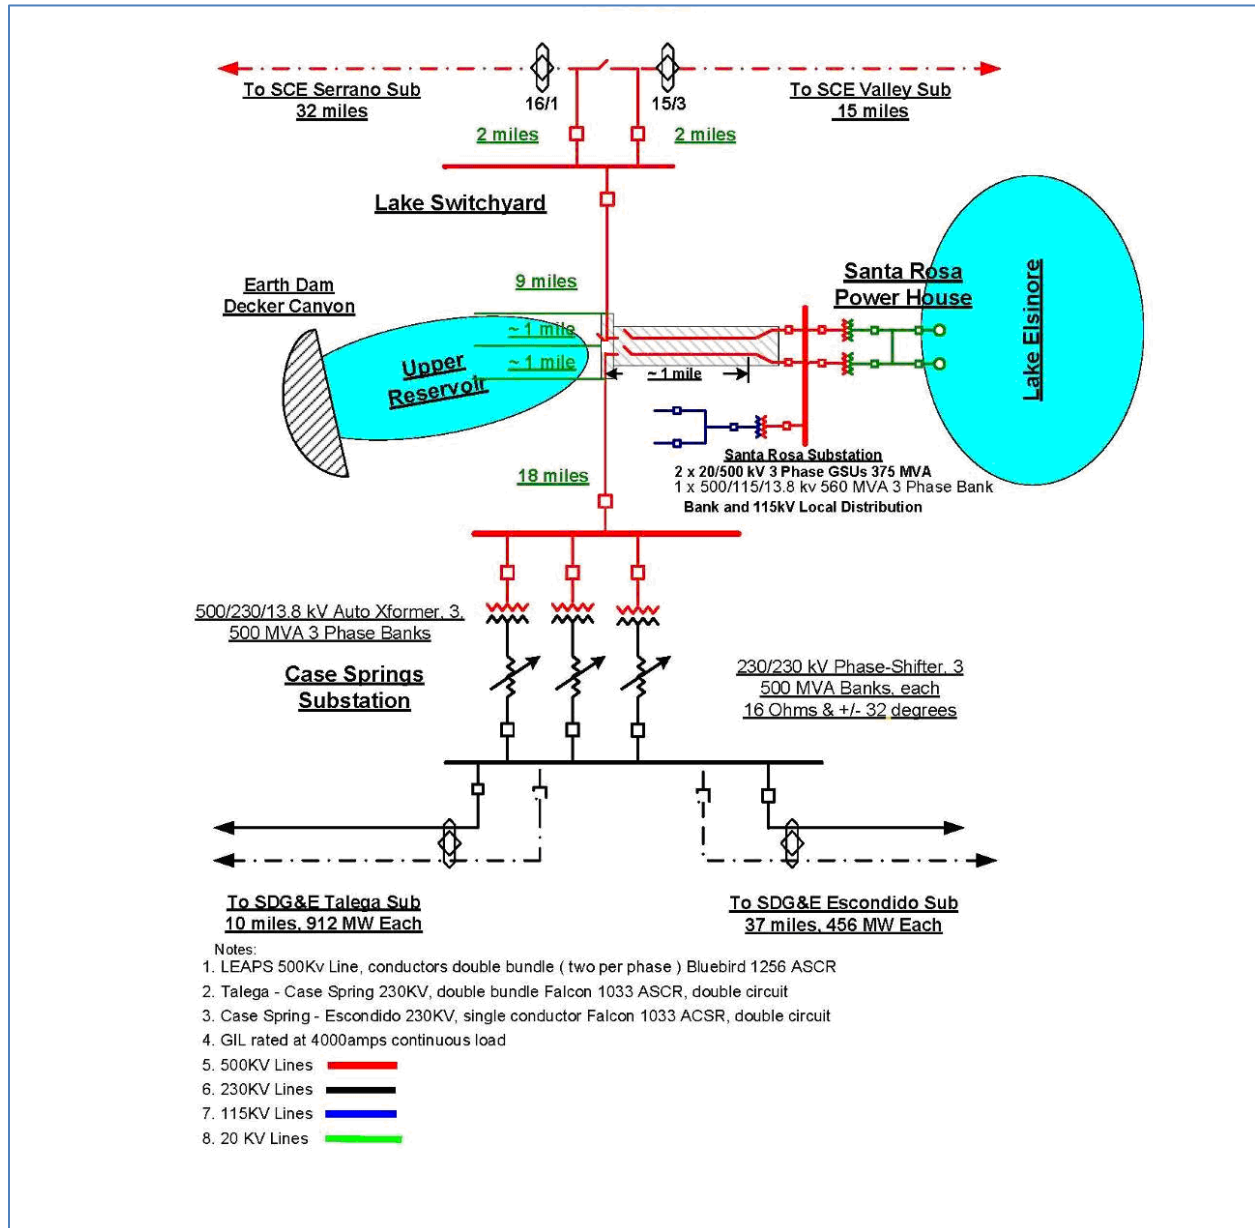 To SCE Serrano Sub
32 miles
16/1
15/3
To SCE Valley Sub
15 miles
2 miles
2 miles
Lake Switchyard
Earth Dam
Decker Canyon
9 miles
~ 1 mile
~ 1 mile
Upper
Reservoir
~ 1 mile
Santa Rosa
Power House
Lake Elsinore
Santa Rosa Substation
2 x 20/500 kV 3 Phase GSUs 375 MVA
1 x 500/115/13.8 kv 560 MVA 3 Phase Bank
Bank and 115kV Local Distribution
18 miles
500/230/13.8 kV Auto Xformer, 3,
500 MVA 3 Phase Banks
Case Springs
Substation
230/230 kV Phase-Shifter, 3
500 MVA Banks, each
16 Ohms & +/- 32 degrees
To SDG&E Talega Sub
10 miles, 912 MW Each
To SDG&E Escondido Sub
37 miles, 456 MW Each
Notes:
1. LEAPS 500Kv Line, conductors double bundle ( two per phase ) Bluebird 1256 ASCR
2. Talega - Case Spring 230KV, double bundle Falcon 1033 ASCR, double circuit
3. Case Spring - Escondido 230KV, single conductor Falcon 1033 ACSR, double circuit
4. GIL rated at 4000amps continuous load
5. 500KV Lines
6. 230KV Lines
7. 115KV Lines
8. 20 KV Lines